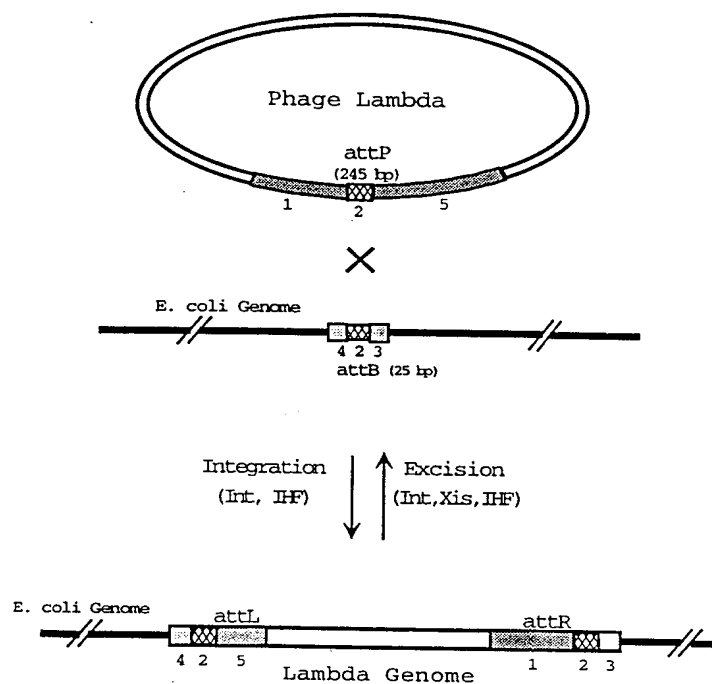 Phage Lambda
attP
(245 bp)
1 2 5
E. coli Genome
4 2 3
attB (25 bp)
Integration
(Int, IHF)
Excision
(Int,Xis,IHF)
E. coli Genome
attL
attR
4 2 5 1 2 3
Lambda Genome